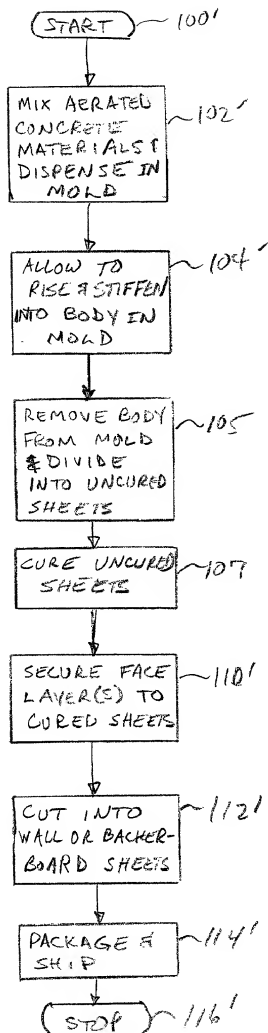 START 100'
MIX AERATED
CONCRETE
MATERIALS &
DISPENSE IN
MOLD
102'
ALLOW TO
RISE & STIFFEN
INTO BODY IN
MOLD
104'
REMOVE BODY
FROM MOLD
& DIVIDE
INTO UNCURED
SHEETS
105
CURE UNCURED
SHEETS
107
SECURE FACE
LAYER(S) TO
CURED SHEETS
110'
CUT INTO
WALL OR BACKER-
BOARD SHEETS
112'
PACKAGE &
SHIP
114'
STOP 116'